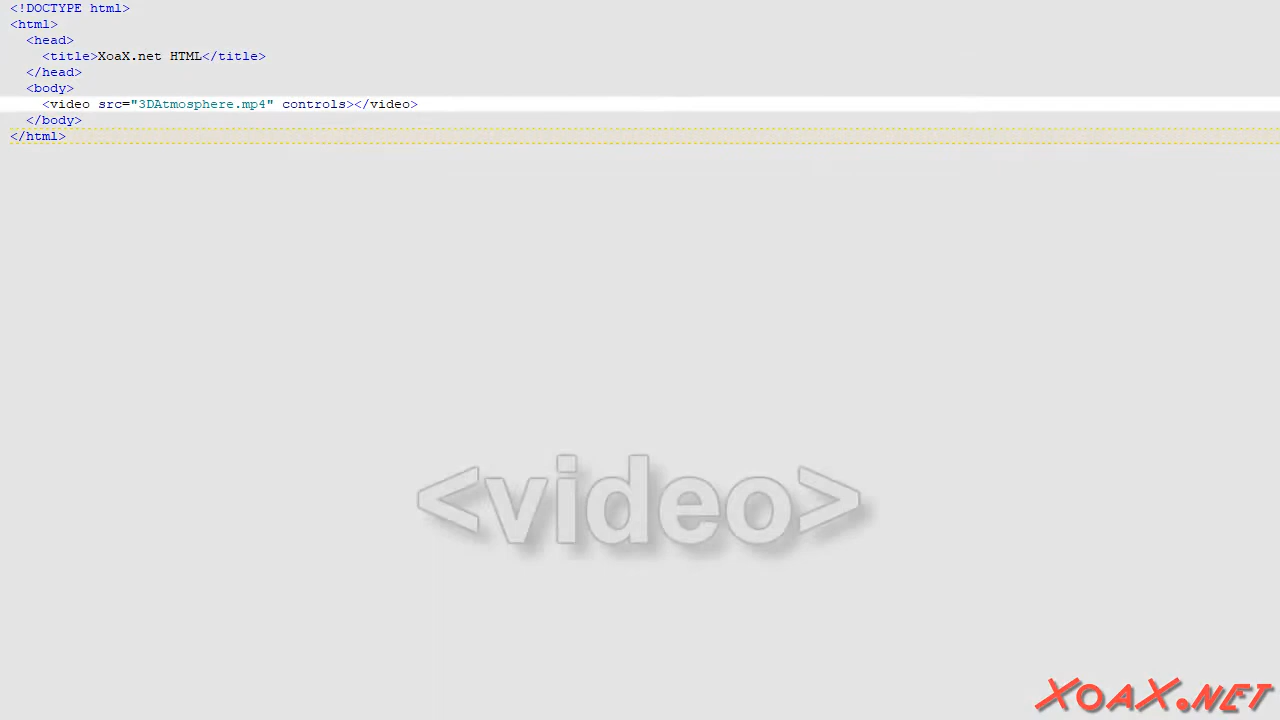 <!DOCTYPE html>
<html>
<head>
<title>XoaX.net HTML</title>
</head>
<body>
<video src="3DAtmosphere.mp4" controls></video>
</body>
</html>
<video>
XoaX.net